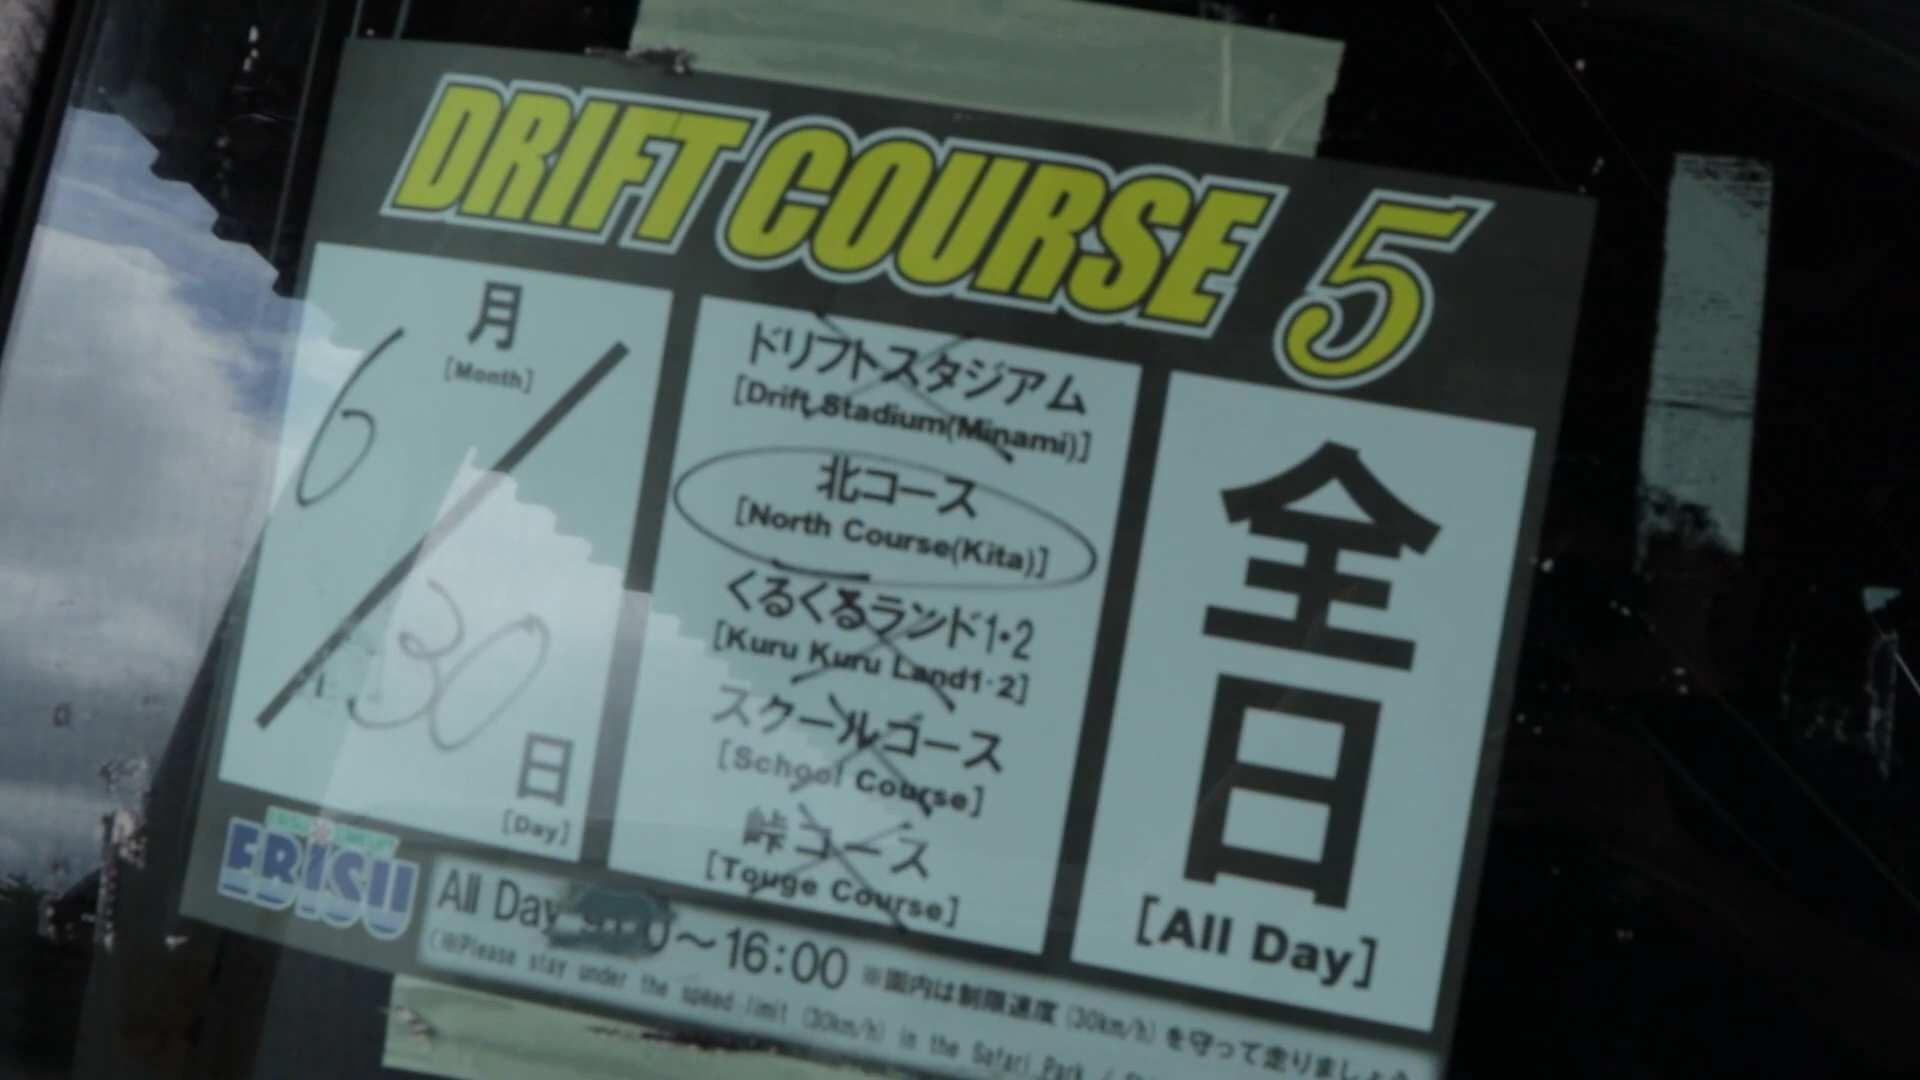 DRIFT COURSE 5
月
[Month]
6
30
日
[Day]
ドリフトスタジアム
[Drift Stadium(Minami)]
北コース
[North Course(Kita)]
くるくるランド1・2
[Kuru Kuru Land1·2]
スクールコース
[School Course]
峠コース
[Touge Course]
全日
[All Day]
EBISU
All Day ～16:00 ※園内は制限速度(30km/h)を守って走りましょう
(※Please stay under the speed limit (30km/h) in the Safari Park /